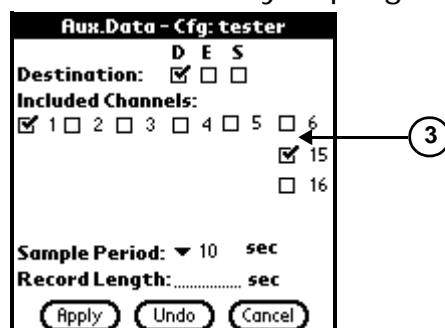 Aux.Data - Cfg: tester
D E S
Destination:
Included Channels:
1 2 3 4 5 6
3
15
16
Sample Period: 10 sec
Record Length: sec
Apply Undo Cancel